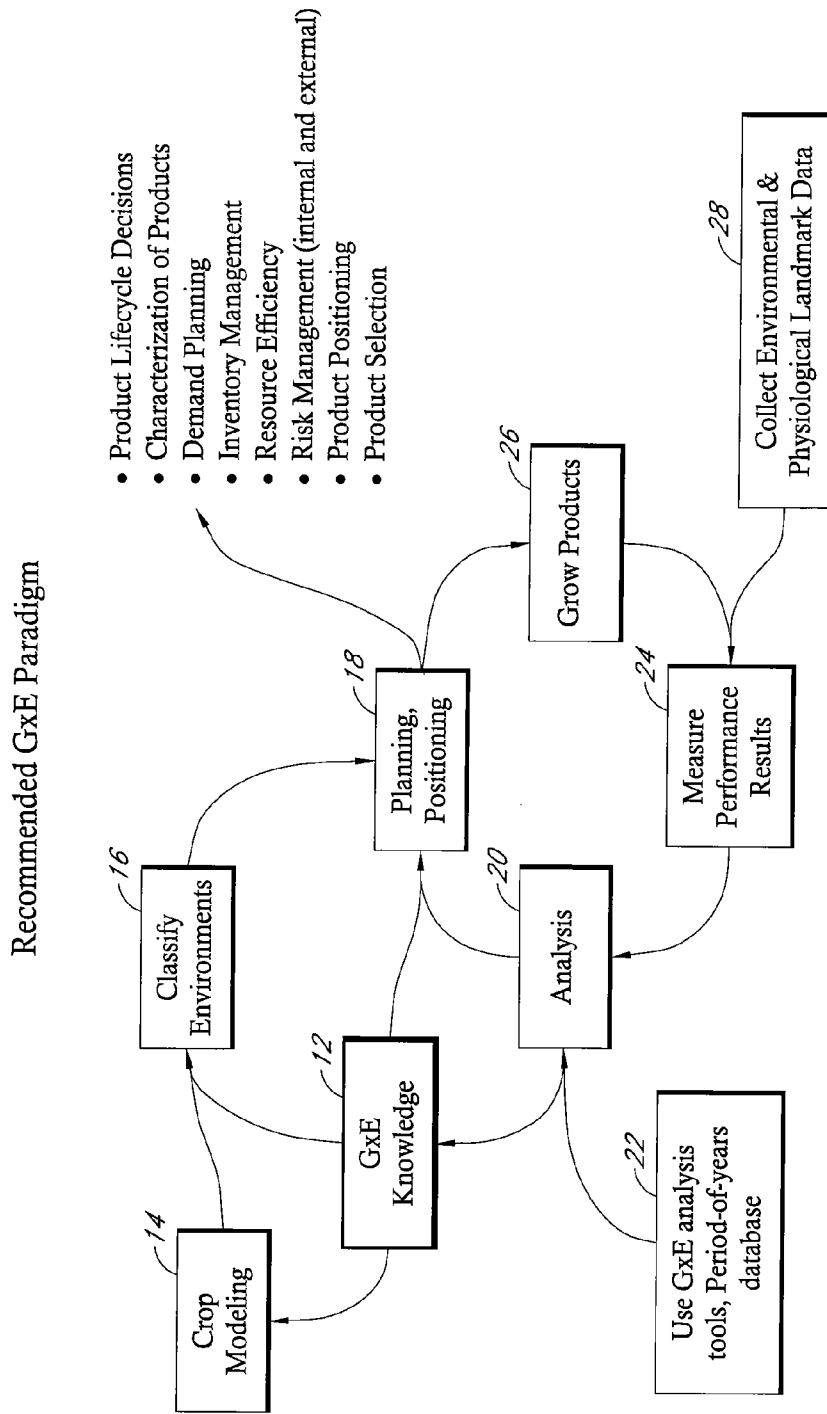 Recommended GxE Paradigm
• Product Lifecycle Decisions
• Characterization of Products
• Demand Planning
• Inventory Management
• Resource Efficiency
• Risk Management (internal and external)
• Product Positioning
• Product Selection
14
Crop
Modeling
16
Classify
Environments
12
GxE
Knowledge
18
Planning,
Positioning
20
Analysis
26
Grow Products
22
Use GxE analysis
tools, Period-of-years
database
24
Measure
Performance
Results
28
Collect Environmental &
Physiological Landmark Data